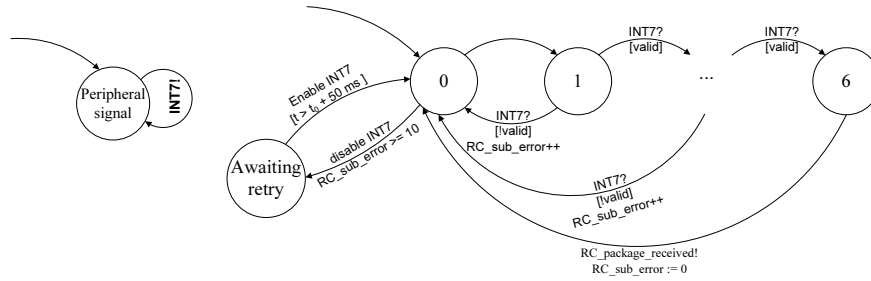 Peripheral
signal
INT7!
Enable INT7
[t > t0 + 50 ms ]
disable INT7
RC_sub_error >= 10
Awaiting
retry
0
1
INT7?
[valid]
...
INT7?
[valid]
6
INT7?
[!valid]
RC_sub_error++
INT7?
[!valid]
RC_sub_error++
RC_package_received!
RC_sub_error := 0